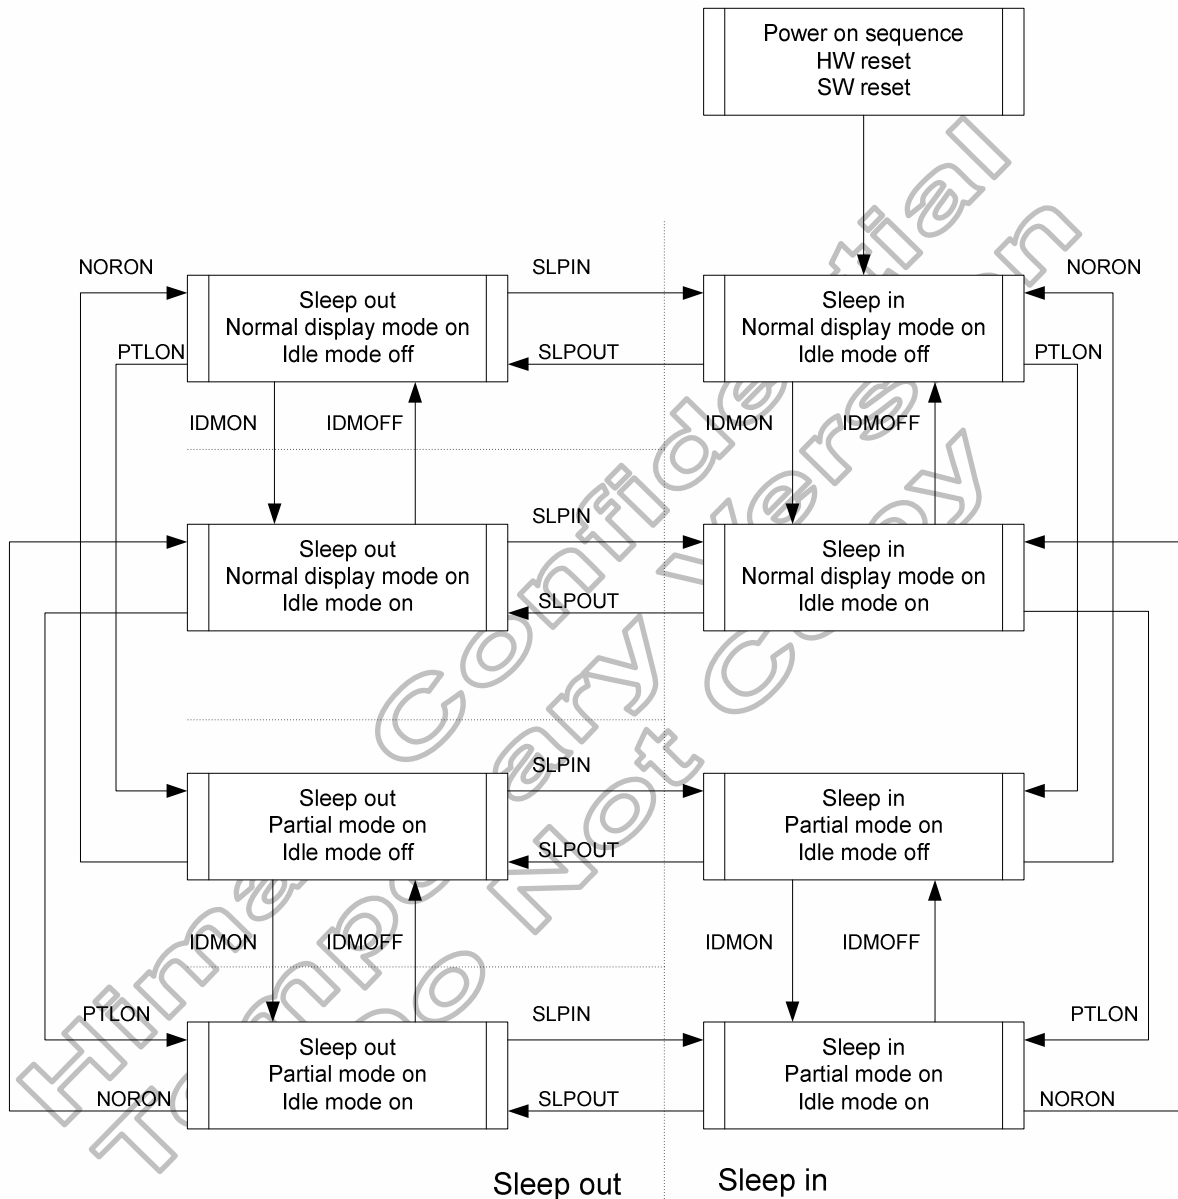 Power on sequence
HW reset
SW reset
NORON
SLPIN
NORON
Sleep out
Normal display mode on
Idle mode off
Sleep in
Normal display mode on
Idle mode off
PTLON
SLPOUT
PTLON
IDMON
IDMOFF
IDMON
IDMOFF
SLPIN
Sleep out
Normal display mode on
Idle mode on
Sleep in
Normal display mode on
Idle mode on
SLPOUT
SLPIN
Sleep out
Partial mode on
Idle mode off
Sleep in
Partial mode on
Idle mode off
SLPOUT
IDMON
IDMOFF
IDMON
IDMOFF
PTLON
SLPIN
PTLON
Sleep out
Partial mode on
Idle mode on
Sleep in
Partial mode on
Idle mode on
NORON
SLPOUT
NORON
Sleep out
Sleep in
Do Not Copy